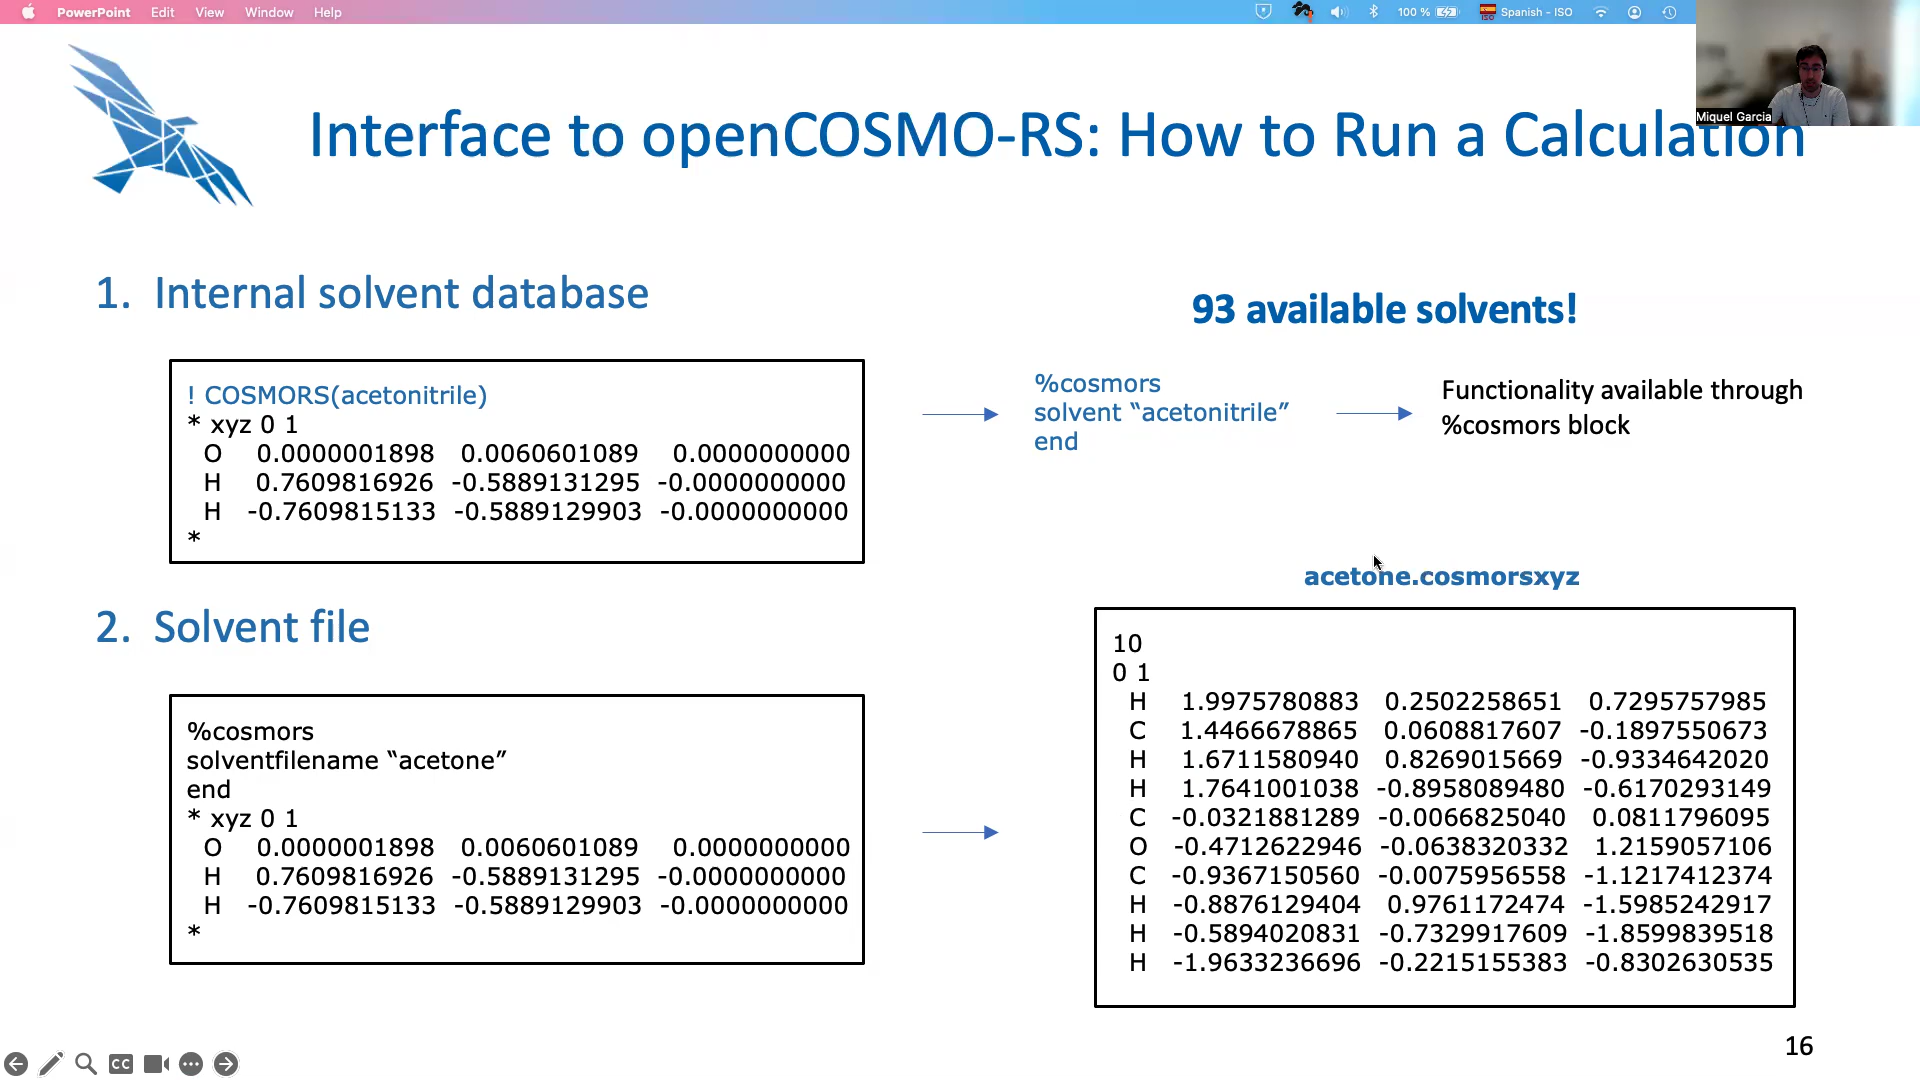 PowerPoint Edit View Window Help
100 % Spanish - ISO
ISO
Miquel Garcia
Interface to openCOSMO-RS: How to Run a Calculation
1. Internal solvent database
! COSMORS(acetonitrile)
* xyz 0 1
O 0.0000001898 0.0060601089 0.0000000000
H 0.7609816926 -0.5889131295 -0.0000000000
H -0.7609815133 -0.5889129903 -0.0000000000
*
93 available solvents!
%cosmors
solvent “acetonitrile”
end
Functionality available through
%cosmors block
2. Solvent file
%cosmors
solventfilename “acetone”
end
* xyz 0 1
O 0.0000001898 0.0060601089 0.0000000000
H 0.7609816926 -0.5889131295 -0.0000000000
H -0.7609815133 -0.5889129903 -0.0000000000
*
acetone.cosmorsxyz
10
0 1
H 1.9975780883 0.2502258651 0.7295757985
C 1.4466678865 0.0608817607 -0.1897550673
H 1.6711580940 0.8269015669 -0.9334642020
H 1.7641001038 -0.8958089480 -0.6170293149
C -0.0321881289 -0.0066825040 0.0811796095
O -0.4712622946 -0.0638320332 1.2159057106
C -0.9367150560 -0.0075956558 -1.1217412374
H -0.8876129404 0.9761172474 -1.5985242917
H -0.5894020831 -0.7329917609 -1.8599839518
H -1.9633236696 -0.2215155383 -0.8302630535
CC
16